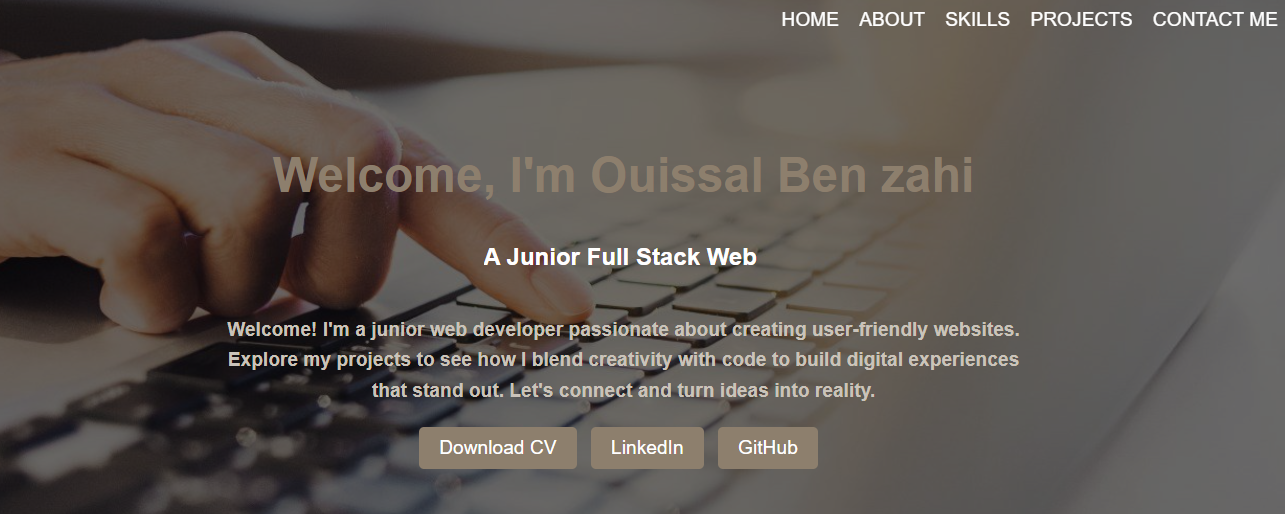 HOME ABOUT SKILLS PROJECTS CONTACT ME
Welcome, I'm Ouissal Ben zahi
A Junior Full Stack Web
Welcome! I'm a junior web developer passionate about creating user-friendly websites.
Explore my projects to see how I blend creativity with code to build digital experiences
that stand out. Let's connect and turn ideas into reality.
Download CV LinkedIn GitHub